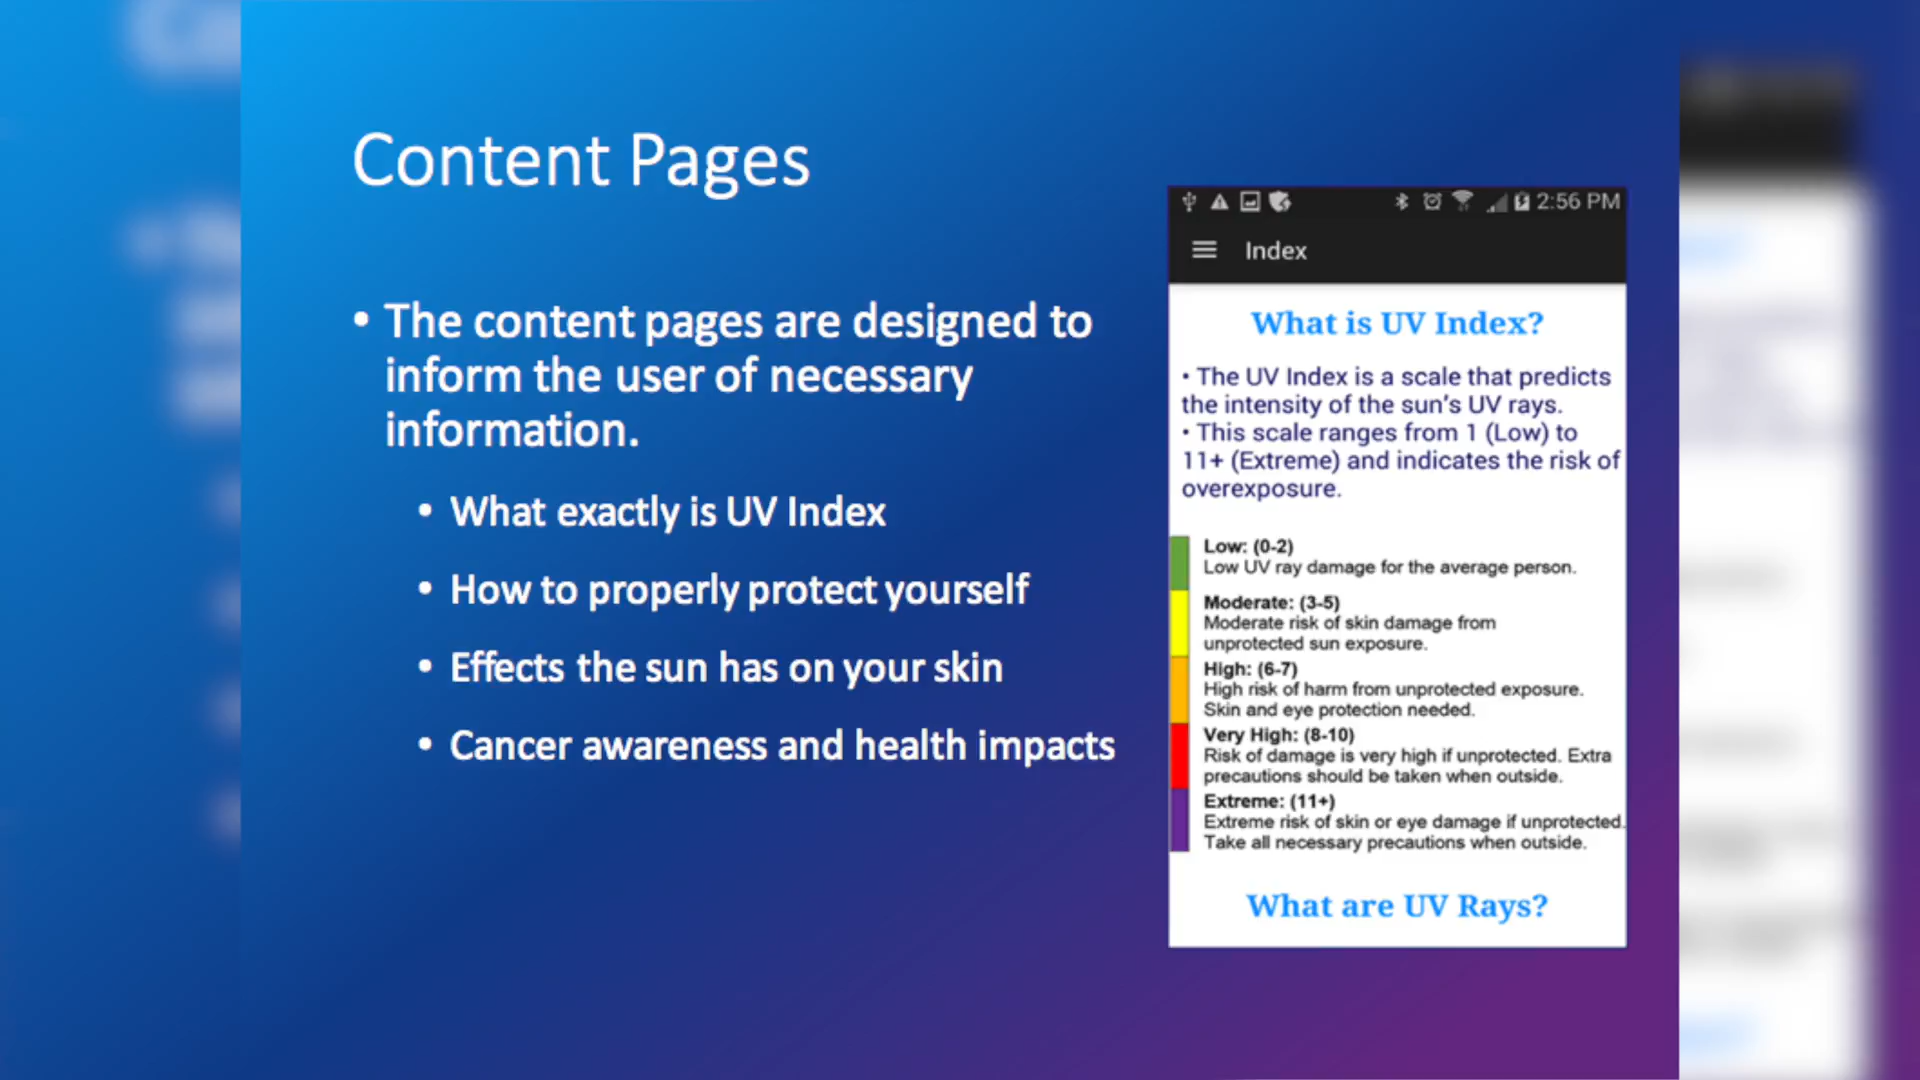 Content Pages
• The content pages are designed to
inform the user of necessary
information.
• What exactly is UV Index
• How to properly protect yourself
• Effects the sun has on your skin
• Cancer awareness and health impacts
2:56 PM
Index
What is UV Index?
• The UV Index is a scale that predicts
the intensity of the sun's UV rays.
• This scale ranges from 1 (Low) to
11+ (Extreme) and indicates the risk of
overexposure.
Low: (0-2)
Low UV ray damage for the average person.
Moderate: (3-5)
Moderate risk of skin damage from
unprotected sun exposure.
High: (6-7)
High risk of harm from unprotected exposure.
Skin and eye protection needed.
Very High: (8-10)
Risk of damage is very high if unprotected. Extra
precautions should be taken when outside.
Extreme: (11+)
Extreme risk of skin or eye damage if unprotected.
Take all necessary precautions when outside.
What are UV Rays?